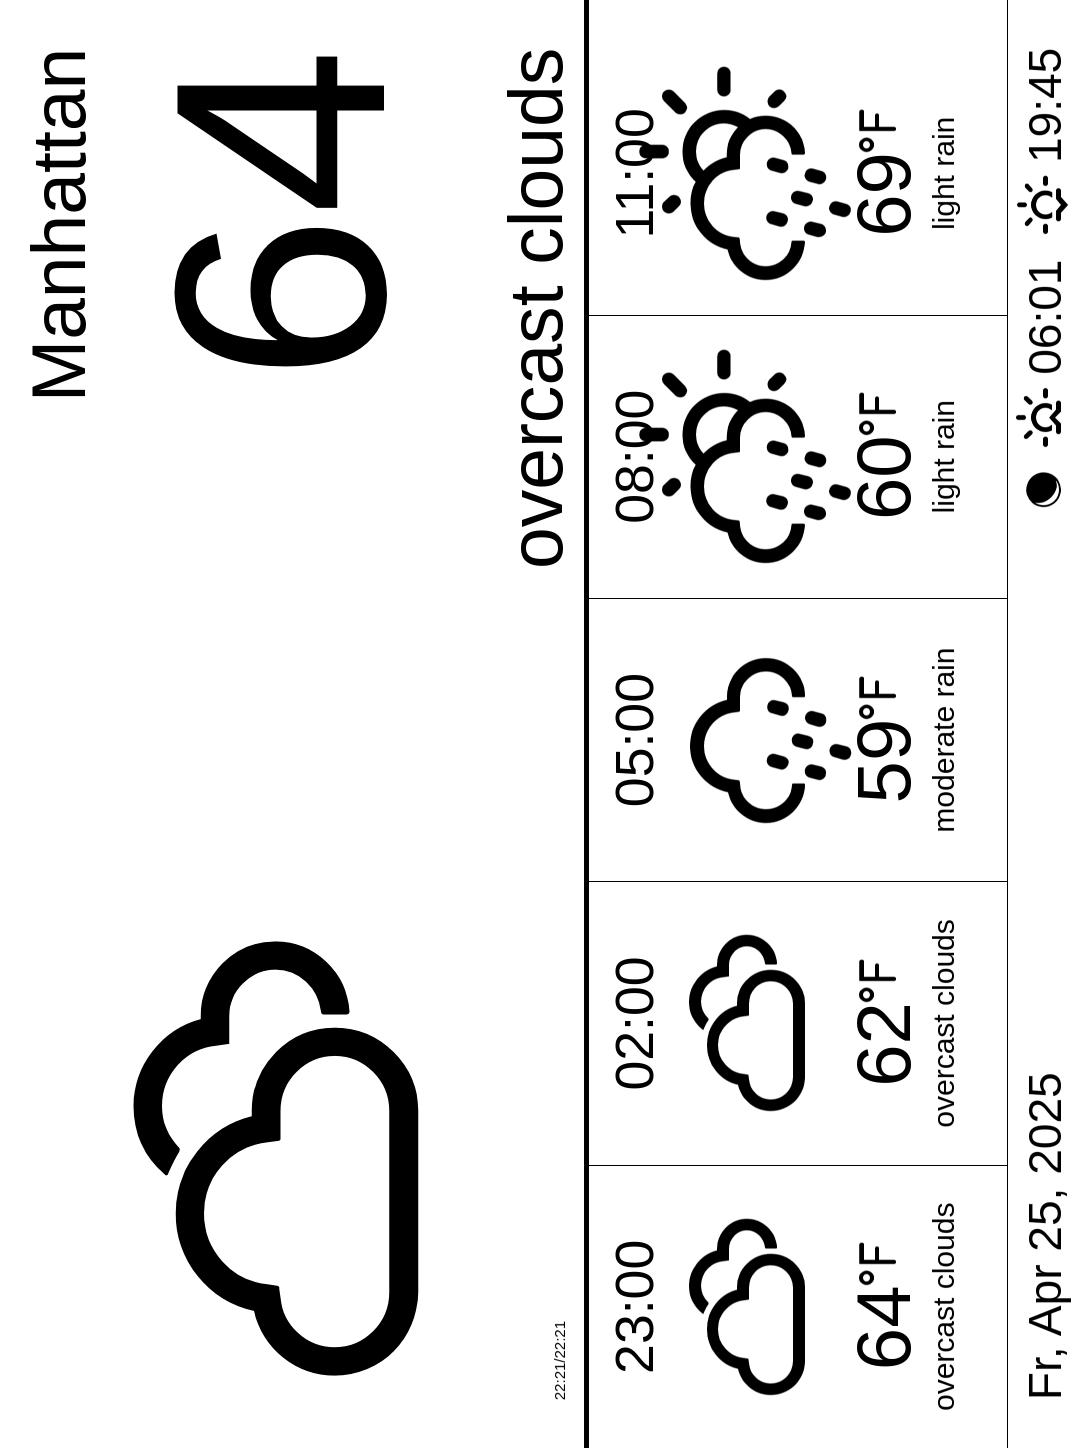 Manhattan
64
overcast clouds
22:21/22:21
23:00
64°F
overcast clouds
02:00
62°F
overcast clouds
05:00
59°F
moderate rain
08:00
60°F
light rain
11:00
69°F
light rain
Fr, Apr 25, 2025
06:01
19:45